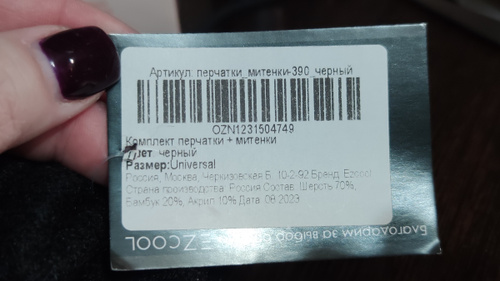 Артикул: перчатки_митенки-390_черный
OZN1231504749
Комплект перчатки + митенки
Цвет: черный
Размер:Universal
Россия, Москва, Черкизовская Б. 10-2-92.Бренд: Ezcool
Страна производства: Россия.Состав: Шерсть 70%,
Бамбук 20%, Акрил 10%.Дата: 08.2023
Благодарим за выбор
EZCOOL